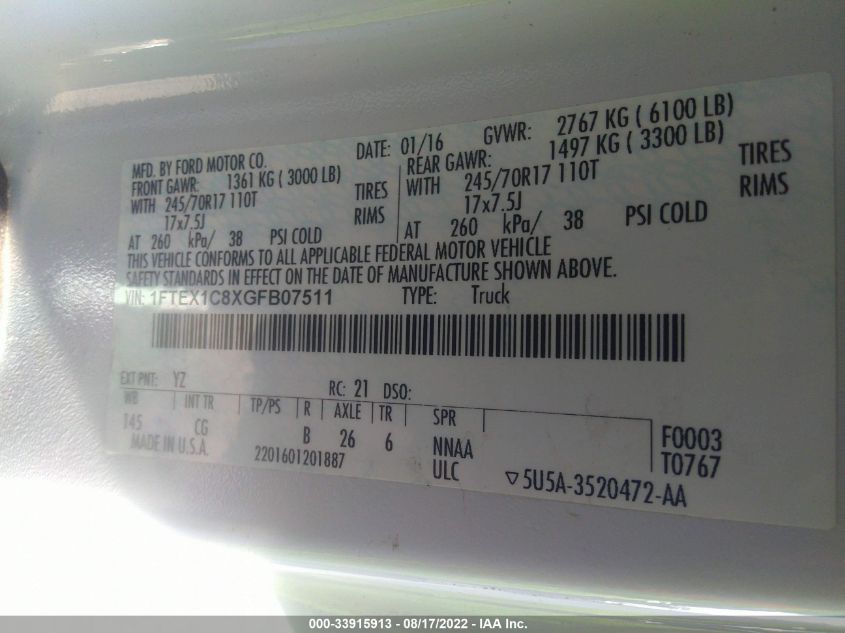 MFD. BY FORD MOTOR CO. DATE: 01/16 GVWR: 2767 KG ( 6100 LB)
FRONT GAWR: 1361 KG ( 3000 LB) REAR GAWR: 1497 KG ( 3300 LB)
WITH 245/70R17 110T TIRES WITH 245/70R17 110T TIRES
17x7.5J RIMS 17x7.5J RIMS
AT 260 kPa/ 38 PSI COLD AT 260 kPa/ 38 PSI COLD
THIS VEHICLE CONFORMS TO ALL APPLICABLE FEDERAL MOTOR VEHICLE
SAFETY STANDARDS IN EFFECT ON THE DATE OF MANUFACTURE SHOWN ABOVE.
VIN: 1FTEX1C8XGFB07511 TYPE: Truck
EXT PNT: YZ RC: 21 DSO:
WB INT TR TP/PS R AXLE TR SPR
145 CG B 26 6 NNAA F0003
MADE IN U.S.A. 2201601201887 ULC T0767
▽5U5A-3520472-AA
000-33915913 - 08/17/2022 - IAA Inc.